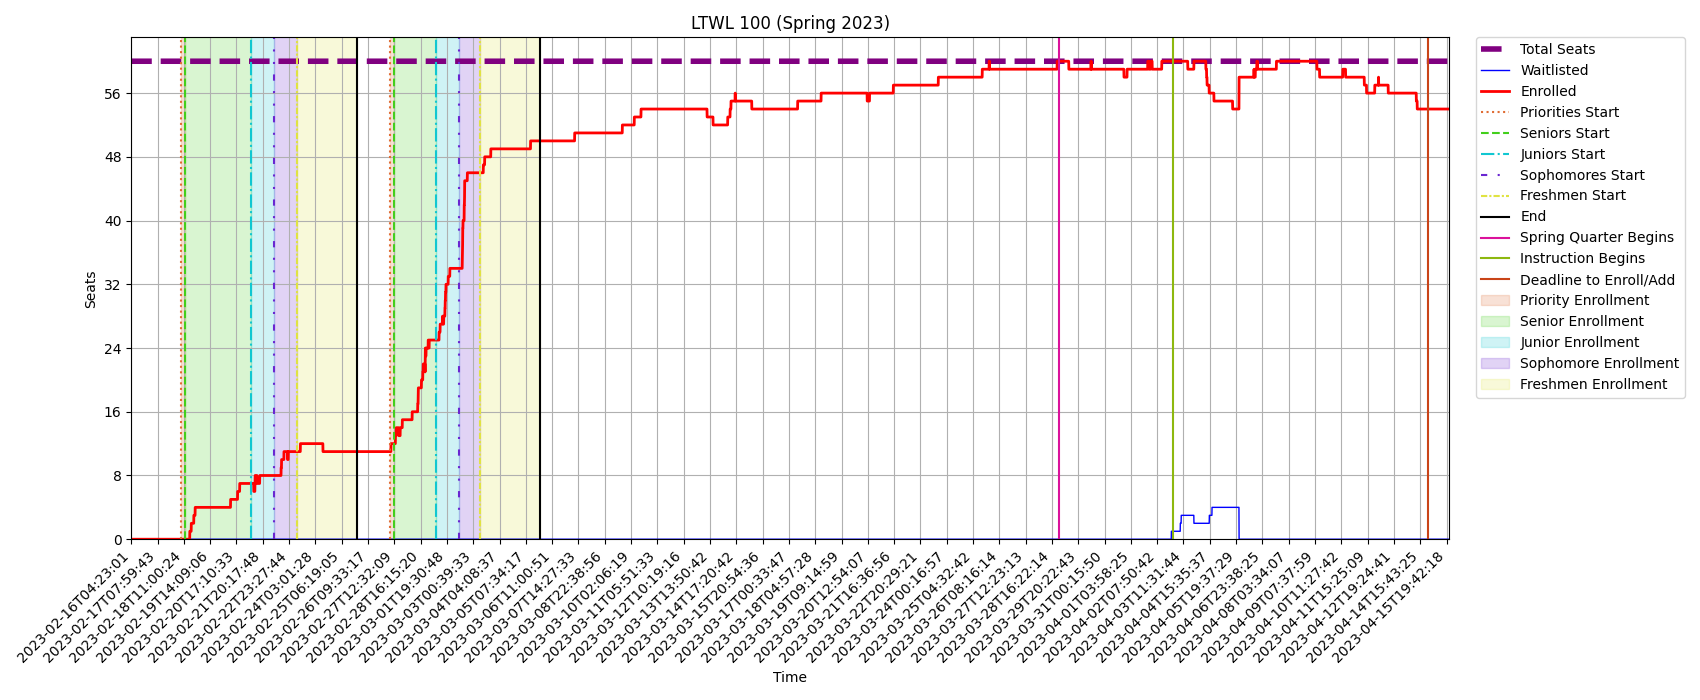 LTWL 100 (Spring 2023)
Seats
56
48
40
32
24
16
8
0
2023-02-16T04:23:01
2023-02-17T07:59:43
2023-02-18T11:00:24
2023-02-19T14:09:06
2023-02-20T17:10:33
2023-02-21T20:17:48
2023-02-22T23:27:44
2023-02-24T03:01:28
2023-02-25T06:19:05
2023-02-26T09:33:17
2023-02-27T12:32:09
2023-02-28T16:15:20
2023-03-01T19:30:48
2023-03-03T00:39:33
2023-03-04T04:08:37
2023-03-05T07:34:17
2023-03-06T11:00:51
2023-03-07T14:27:33
2023-03-08T22:38:56
2023-03-10T02:06:19
2023-03-11T05:51:33
2023-03-12T10:19:16
2023-03-13T13:50:42
2023-03-14T17:20:42
2023-03-15T20:54:36
2023-03-17T00:33:47
2023-03-18T04:57:28
2023-03-19T09:14:59
2023-03-20T12:54:07
2023-03-21T16:36:56
2023-03-22T20:29:21
2023-03-24T00:16:57
2023-03-25T04:32:42
2023-03-26T08:16:14
2023-03-27T12:23:13
2023-03-28T16:22:14
2023-03-29T20:22:43
2023-03-31T00:15:50
2023-04-01T03:58:25
2023-04-02T07:50:42
2023-04-03T11:31:44
2023-04-04T15:35:37
2023-04-05T19:37:29
2023-04-06T23:38:25
2023-04-08T03:34:07
2023-04-09T07:37:59
2023-04-10T11:27:42
2023-04-11T15:25:09
2023-04-12T19:24:41
2023-04-14T15:43:25
2023-04-15T19:42:18
Time
Total Seats
Waitlisted
Enrolled
Priorities Start
Seniors Start
Juniors Start
Sophomores Start
Freshmen Start
End
Spring Quarter Begins
Instruction Begins
Deadline to Enroll/Add
Priority Enrollment
Senior Enrollment
Junior Enrollment
Sophomore Enrollment
Freshmen Enrollment